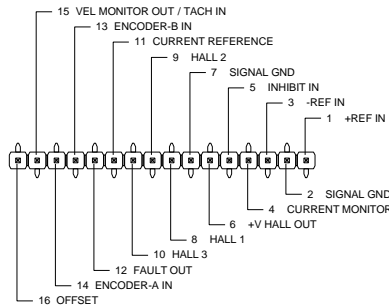 15 VEL MONITOR OUT / TACH IN
13 ENCODER-B IN
11 CURRENT REFERENCE
9 HALL 2
7 SIGNAL GND
5 INHIBIT IN
3 -REF IN
1 +REF IN
2 SIGNAL GND
4 CURRENT MONITOR
6 +V HALL OUT
8 HALL 1
10 HALL 3
12 FAULT OUT
14 ENCODER-A IN
16 OFFSET